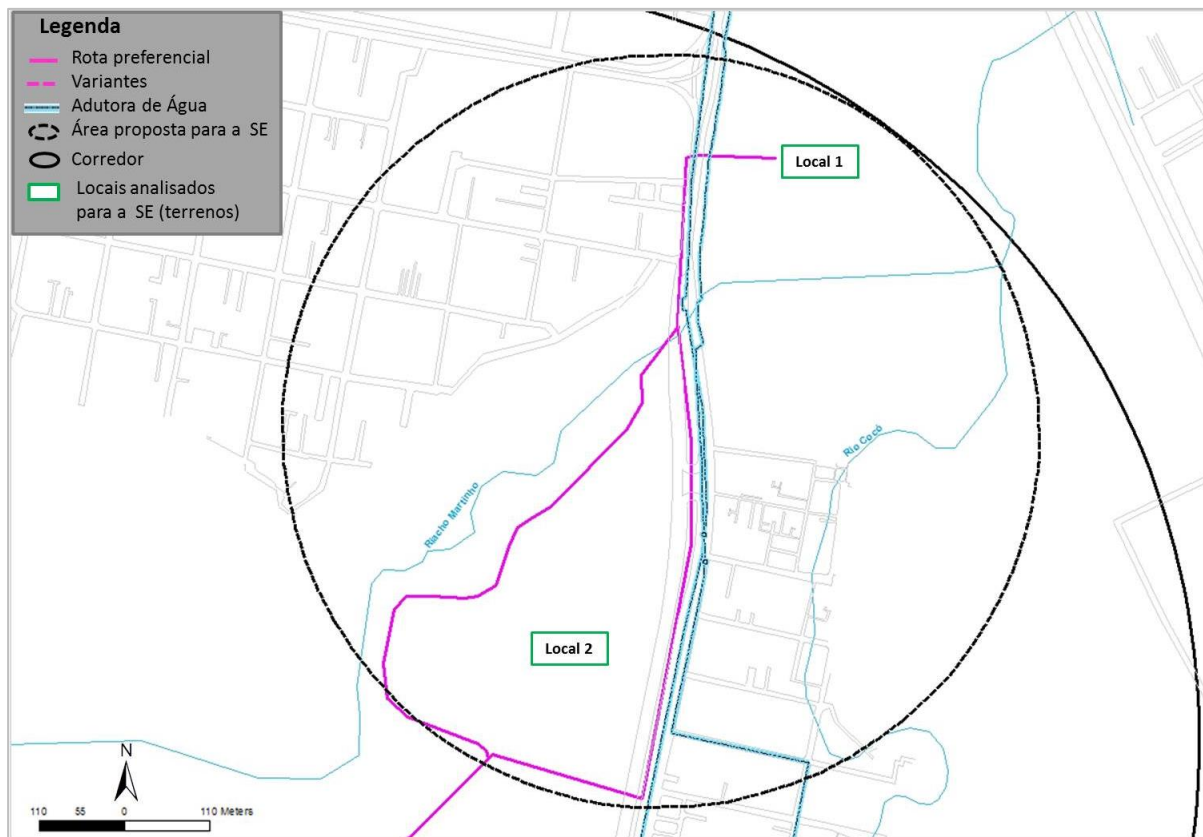 Legenda
Rota preferencial
Variantes
Adutora de Água
Área proposta para a SE
Corredor
Locais analisados
para a SE (terrenos)
Local 1
Rio Cocó
Riacho Martinho
Local 2
N
110 55 0 110 Meters